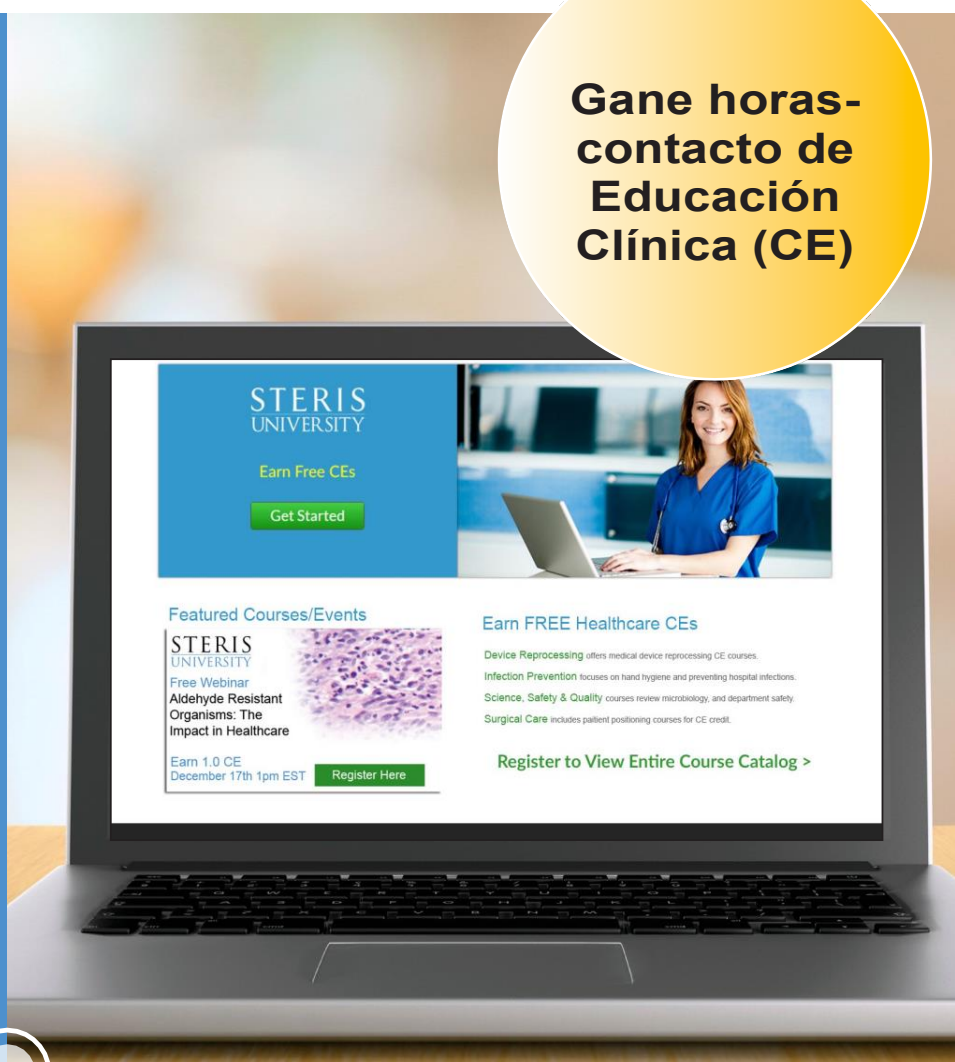 Gane horas-
contacto de
Educación
Clínica (CE)
STERIS
UNIVERSITY
Earn Free CEs
Get Started
Featured Courses/Events
STERIS
UNIVERSITY
Free Webinar
Aldehyde Resistant
Organisms: The
Impact in Healthcare
Earn 1.0 CE
December 17th 1pm EST
Register Here
Earn FREE Healthcare CEs
Device Reprocessing offers medical device reprocessing CE courses.
Infection Prevention focuses on hand hygiene and preventing hospital infections.
Science, Safety & Quality courses review microbiology, and department safety.
Surgical Care includes paitient positioning courses for CE credit.
Register to View Entire Course Catalog >